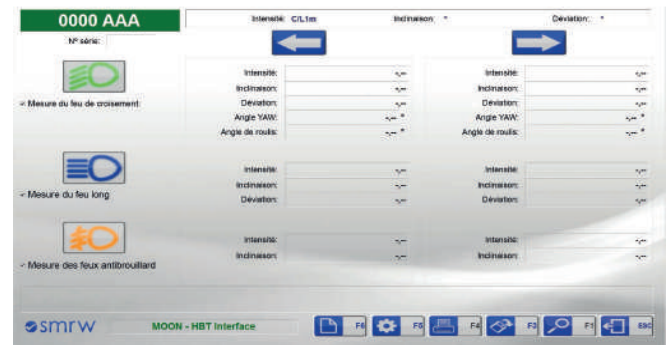 0000 AAA
Intensité: C/L1m Inclinaison: ° Déviation: °
N° série:
Intensité: -,-- Intensité: -,--
Inclinaison: -,-- Inclinaison: -,--
Mesure du feu de croisement: Déviation: -,-- Déviation: -,--
Angle YAW: -,-- ° Angle YAW: -,-- °
Angle de roulis: -,-- ° Angle de roulis: -,-- °
Intensité: -,-- Intensité: -,--
Inclinaison: -,-- Inclinaison: -,--
Mesure du feu long Déviation: -,-- Déviation: -,--
Intensité: -,-- Intensité: -,--
Inclinaison: -,-- Inclinaison: -,--
Mesure des feux antibrouillard
smrw MOON - HBT Interface F6 F5 F4 F3 F1 ESC